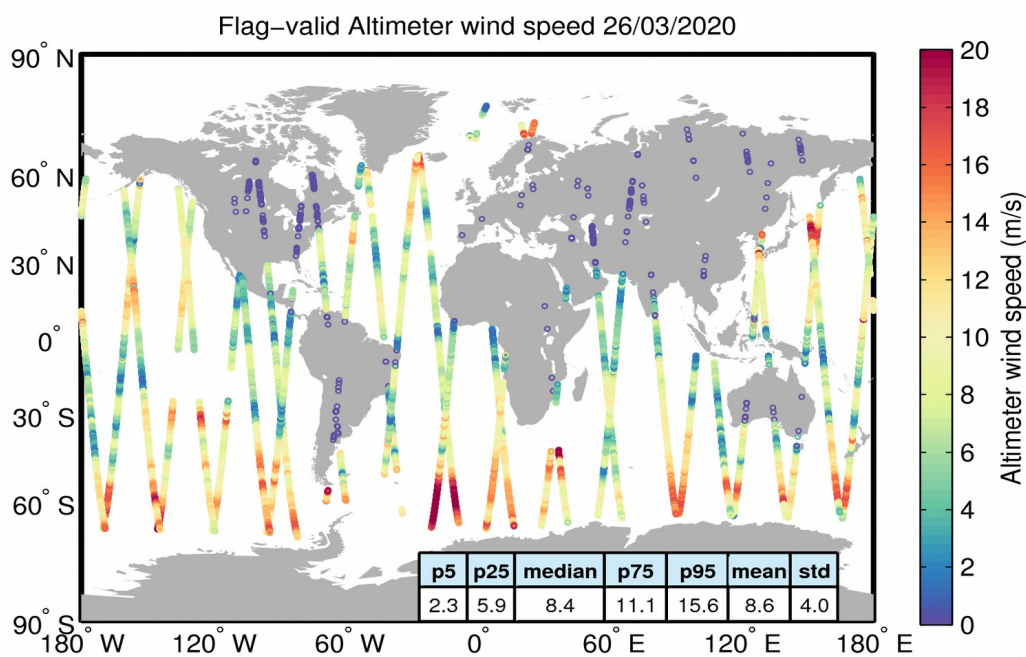 Flag−valid Altimeter wind speed 26/03/2020
90° N
60° N
30° N
0°
30° S
60° S
90° S
180° W
120° W
60° W
0°
60° E
120° E
180° E
p5 p25 median p75 p95 mean std
2.3 5.9 8.4 11.1 15.6 8.6 4.0
20
18
16
14
12
10
8
6
4
2
0
Altimeter wind speed (m/s)